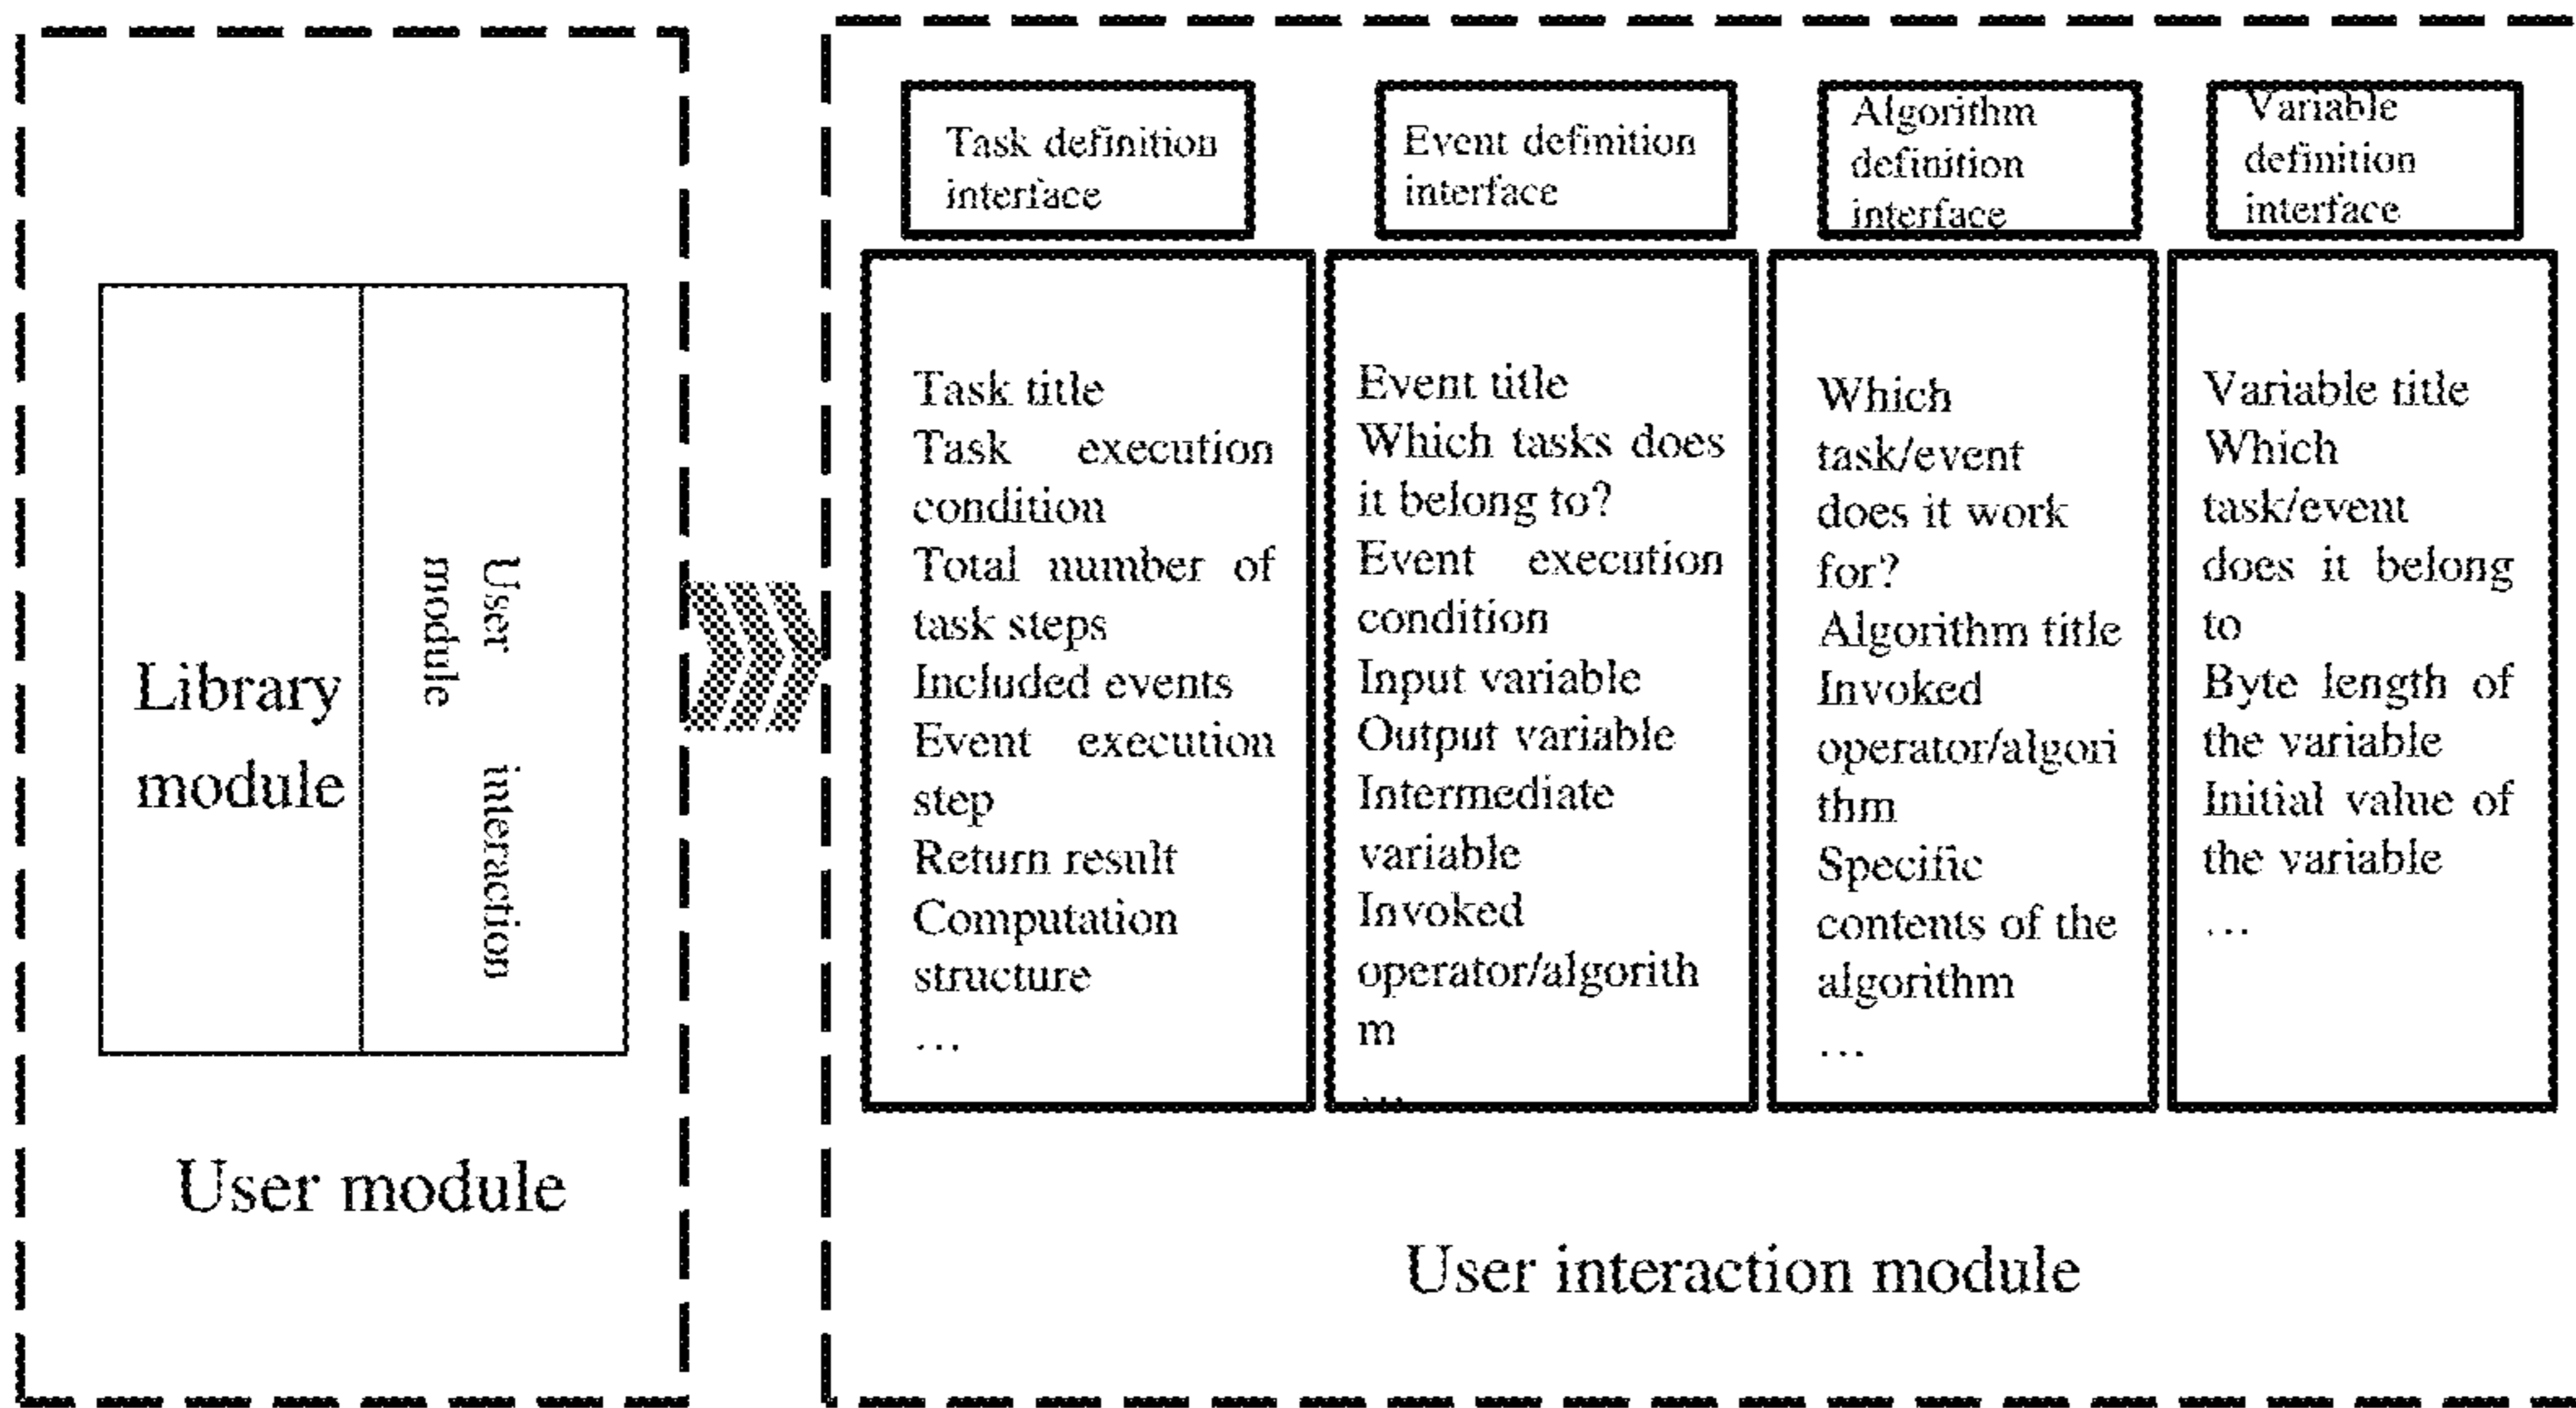 Library
module
User interaction
module
User module
Task definition
interface
Event definition
interface
Algorithm
definition
interface
Variable
definition
interface
Task title
Task execution
condition
Total number of
task steps
Included events
Event execution
step
Return result
Computation
structure
…
Event title
Which tasks does
it belong to?
Event execution
condition
Input variable
Output variable
Intermediate
variable
Invoked
operator/algorith
m
…
Which
task/event
does it work
for?
Algorithm title
Invoked
operator/algori
thm
Specific
contents of the
algorithm
…
Variable title
Which
task/event
does it belong
to
Byte length of
the variable
Initial value of
the variable
…
User interaction module